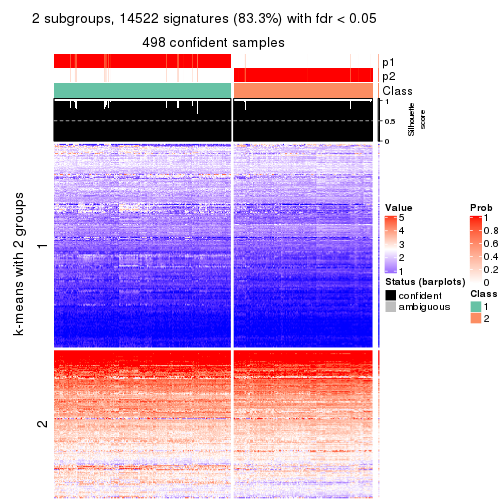 2 subgroups, 14522 signatures (83.3%) with fdr < 0.05
498 confident samples
p1
p2
Class
1
0.5
0
Silhouette
score
k-means with 2 groups
1
2
Value
5
4
3
2
1
Prob
1
0.8
0.6
0.4
0.2
0
Status (barplots)
confident
ambiguous
Class
1
2